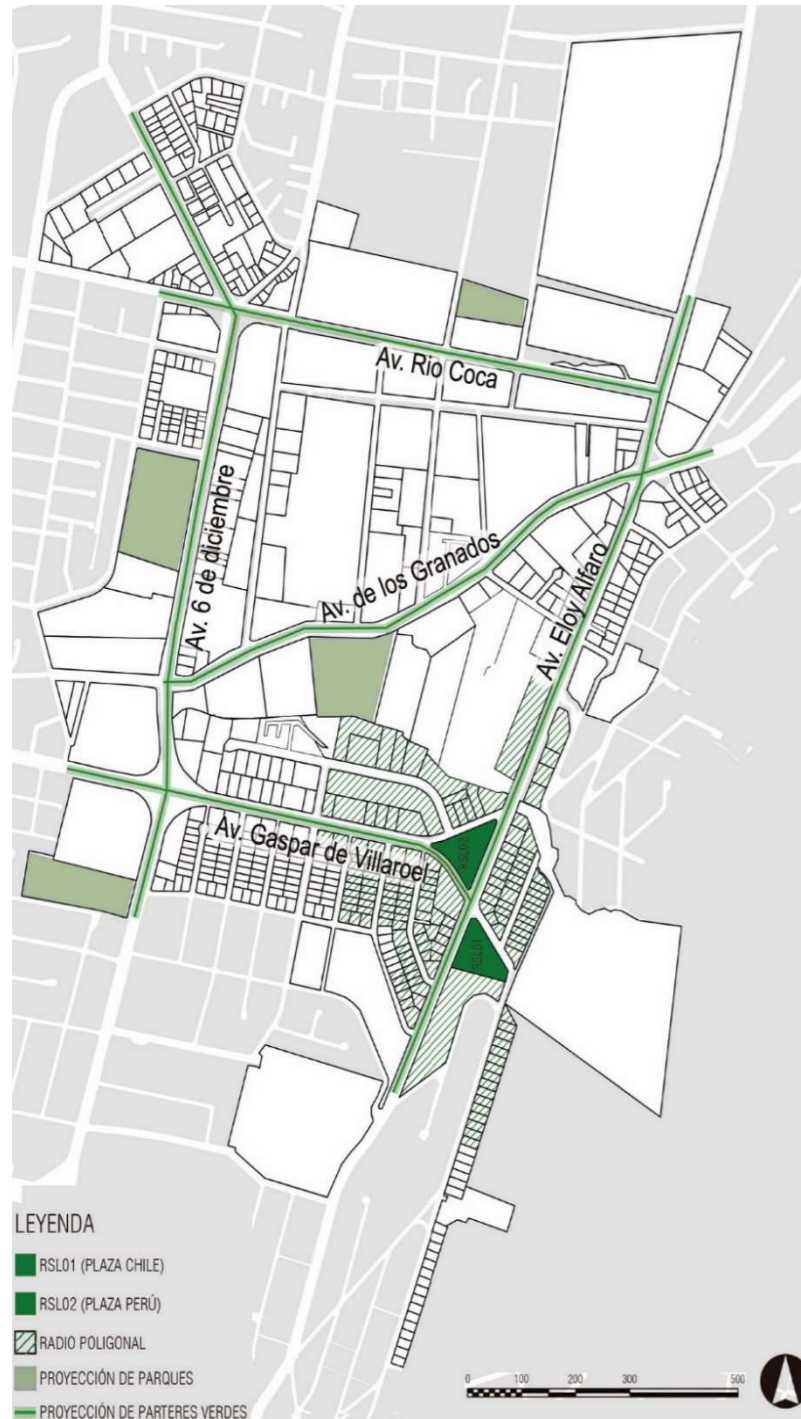 Av. Rio Coca
Av. 6 de diciembre
Av. de los Granados
Av. Eloy Alfaro
Av. Gaspar de Villaroel
RSL02
RSL01
LEYENDA
RSL01 (PLAZA CHILE)
RSL02 (PLAZA PERÚ)
RADIO POLIGONAL
PROYECCIÓN DE PARQUES
PROYECCIÓN DE PARTERES VERDES
0 100 200 300 500